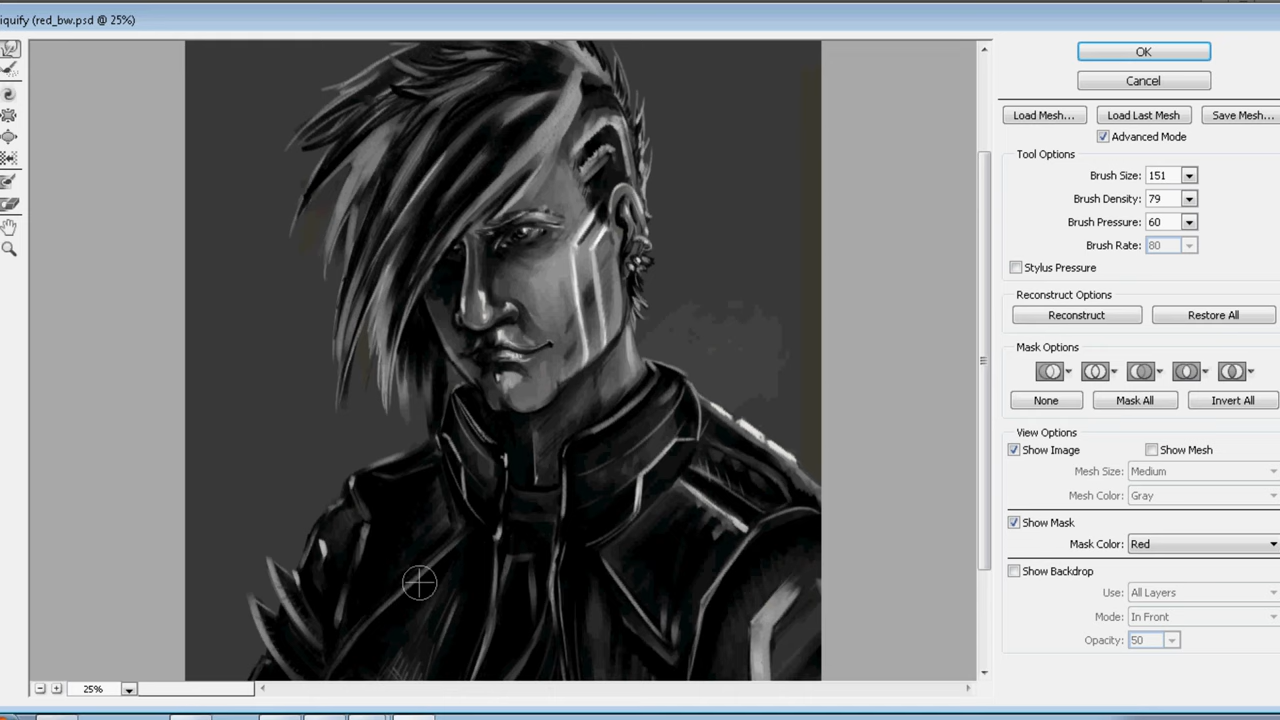 iquify (red_bw.psd @ 25%)
OK
Cancel
Load Mesh...
Load Last Mesh
Save Mesh...
Advanced Mode
Tool Options
Brush Size: 151
Brush Density: 79
Brush Pressure: 60
Brush Rate: 80
Stylus Pressure
Reconstruct Options
Reconstruct
Restore All
Mask Options
None
Mask All
Invert All
View Options
Show Image
Show Mesh
Mesh Size: Medium
Mesh Color: Gray
Show Mask
Mask Color: Red
Show Backdrop
Use: All Layers
Mode: In Front
Opacity: 50
25%